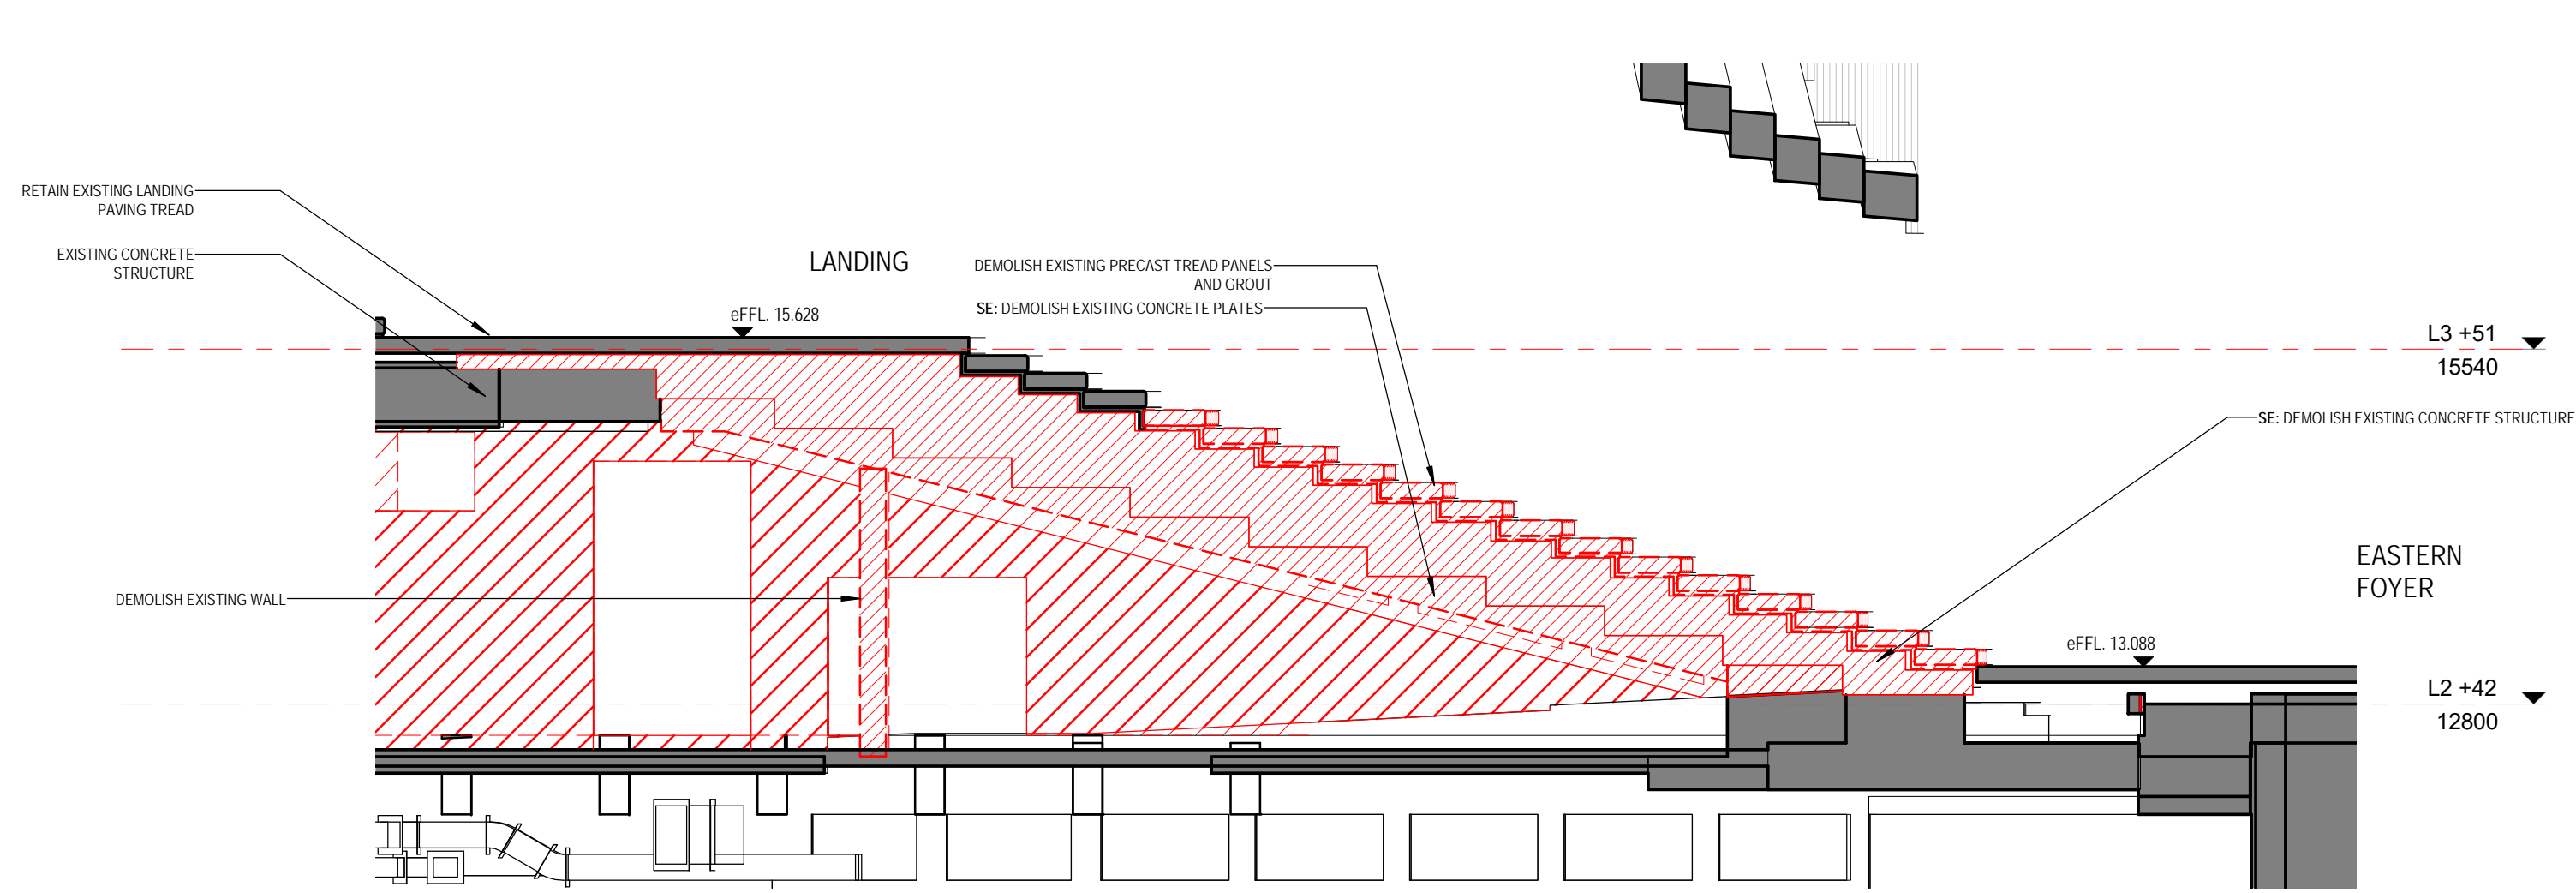 RETAIN EXISTING LANDING
PAVING TREAD
EXISTING CONCRETE
STRUCTURE
LANDING
DEMOLISH EXISTING PRECAST TREAD PANELS
AND GROUT
SE: DEMOLISH EXISTING CONCRETE PLATES
eFFL. 15.628
L3 +51
15540
SE: DEMOLISH EXISTING CONCRETE STRUCTURE
EASTERN
FOYER
DEMOLISH EXISTING WALL
eFFL. 13.088
L2 +42
12800